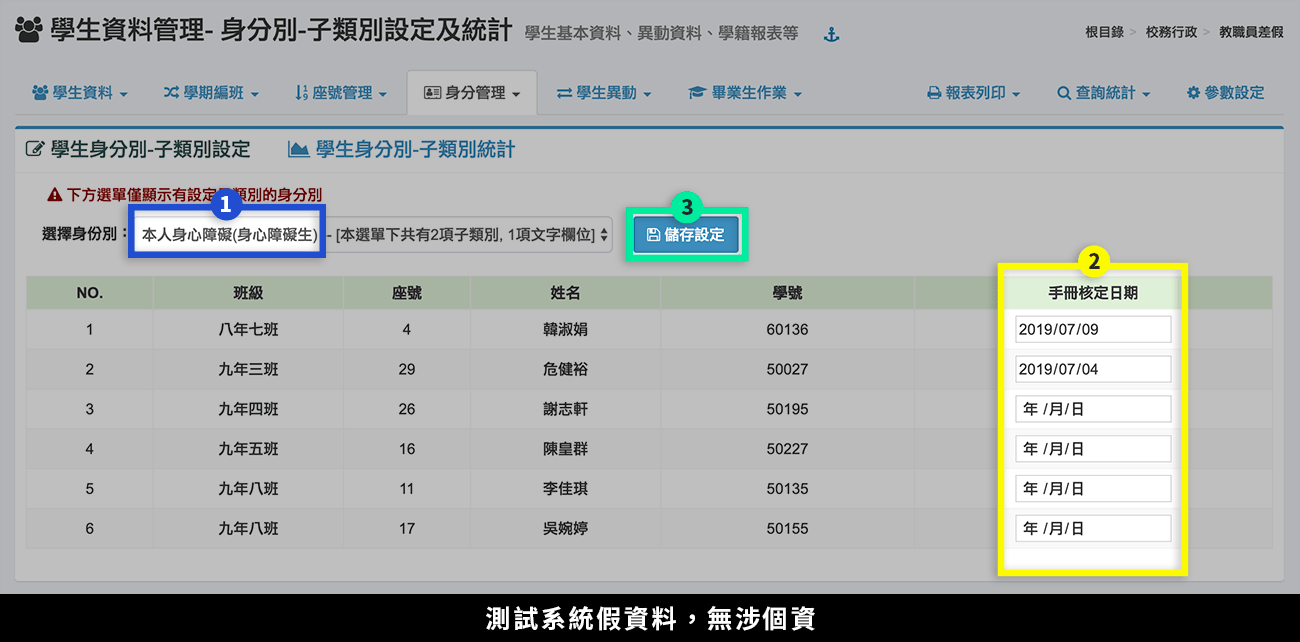 學生資料管理- 身分別-子類別設定及統計 學生基本資料、異動資料、學籍報表等
根目錄 > 校務行政 > 教職員差假
學生資料 學期編班 座號管理 身分管理 學生異動 畢業生作業 報表列印 查詢統計 參數設定
學生身分別-子類別設定 學生身分別-子類別統計
下方選單僅顯示有設定子類別的身分別
1
3
選擇身份別: 本人身心障礙(身心障礙生) - [本選單下共有2項子類別, 1項文字欄位] 儲存設定
2
NO. 班級 座號 姓名 學號 手冊核定日期
1 八年七班 4 韓淑娟 60136 2019/07/09
2 九年三班 29 危健裕 50027 2019/07/04
3 九年四班 26 謝志軒 50195 年 /月/日
4 九年五班 16 陳皇群 50227 年 /月/日
5 九年八班 11 李佳琪 50135 年 /月/日
6 九年八班 17 吳婉婷 50155 年 /月/日
測試系統假資料，無涉個資